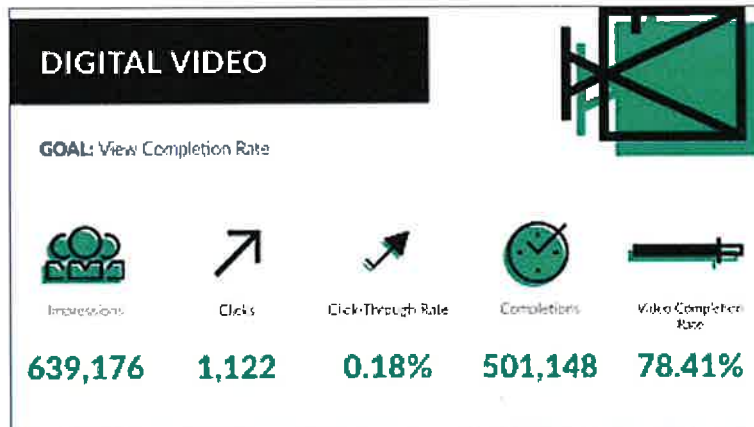 DIGITAL VIDEO
GOAL: View Completion Rate
Impressions
Clicks
Click-Through Rate
Completions
Video Completion
Rate
639,176
1,122
0.18%
501,148
78.41%